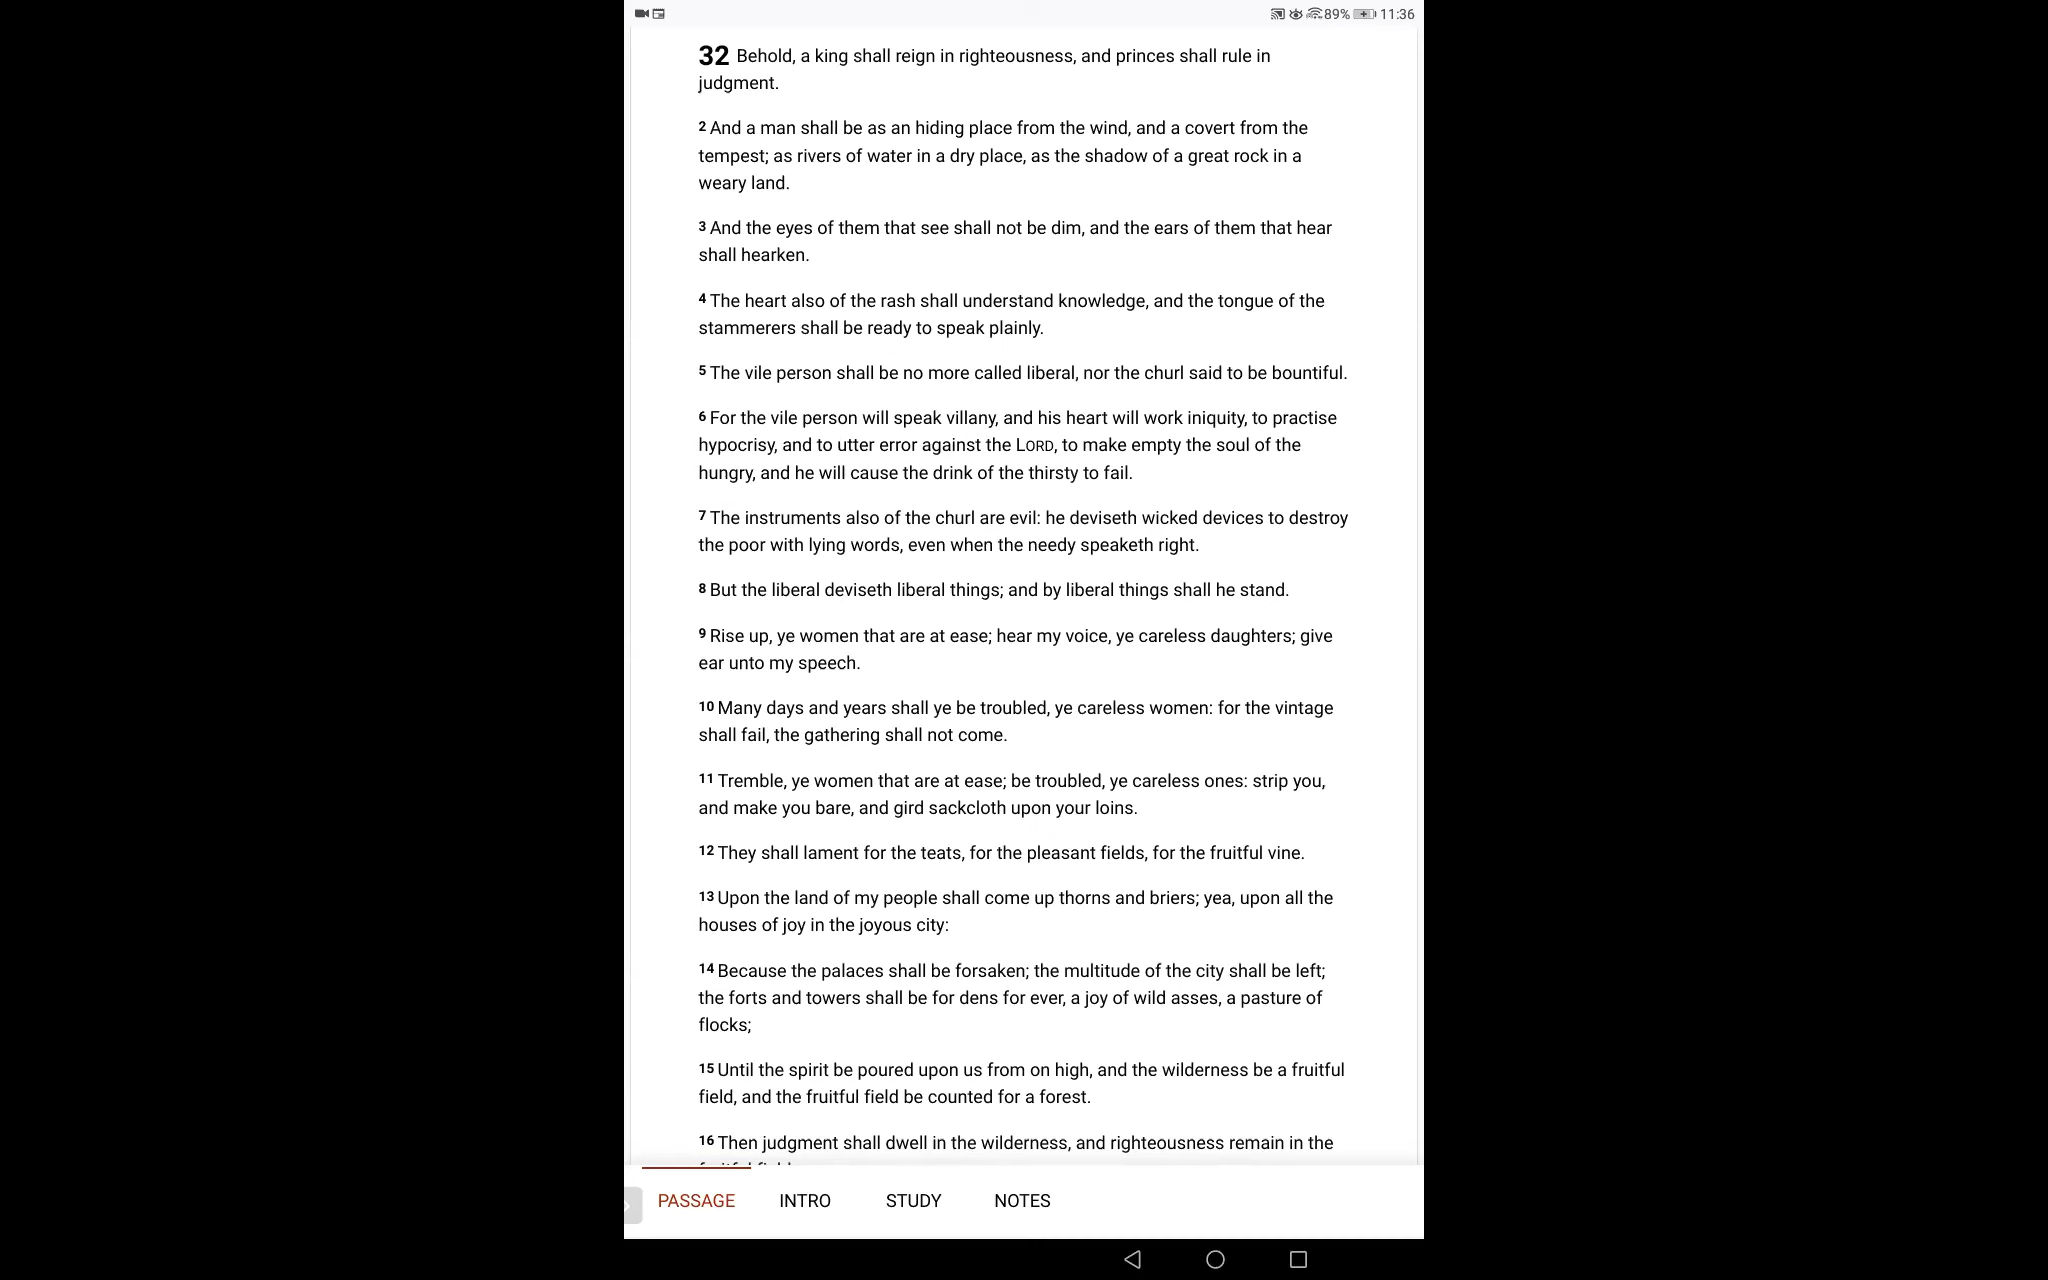 89% 11:36
32 Behold, a king shall reign in righteousness, and princes shall rule in
judgment.
2 And a man shall be as an hiding place from the wind, and a covert from the
tempest; as rivers of water in a dry place, as the shadow of a great rock in a
weary land.
3 And the eyes of them that see shall not be dim, and the ears of them that hear
shall hearken.
4 The heart also of the rash shall understand knowledge, and the tongue of the
stammerers shall be ready to speak plainly.
5 The vile person shall be no more called liberal, nor the churl said to be bountiful.
6 For the vile person will speak villany, and his heart will work iniquity, to practise
hypocrisy, and to utter error against the LORD, to make empty the soul of the
hungry, and he will cause the drink of the thirsty to fail.
7 The instruments also of the churl are evil: he deviseth wicked devices to destroy
the poor with lying words, even when the needy speaketh right.
8 But the liberal deviseth liberal things; and by liberal things shall he stand.
9 Rise up, ye women that are at ease; hear my voice, ye careless daughters; give
ear unto my speech.
10 Many days and years shall ye be troubled, ye careless women: for the vintage
shall fail, the gathering shall not come.
11 Tremble, ye women that are at ease; be troubled, ye careless ones: strip you,
and make you bare, and gird sackcloth upon your loins.
12 They shall lament for the teats, for the pleasant fields, for the fruitful vine.
13 Upon the land of my people shall come up thorns and briers; yea, upon all the
houses of joy in the joyous city:
14 Because the palaces shall be forsaken; the multitude of the city shall be left;
the forts and towers shall be for dens for ever, a joy of wild asses, a pasture of
flocks;
15 Until the spirit be poured upon us from on high, and the wilderness be a fruitful
field, and the fruitful field be counted for a forest.
16 Then judgment shall dwell in the wilderness, and righteousness remain in the
PASSAGE INTRO STUDY NOTES